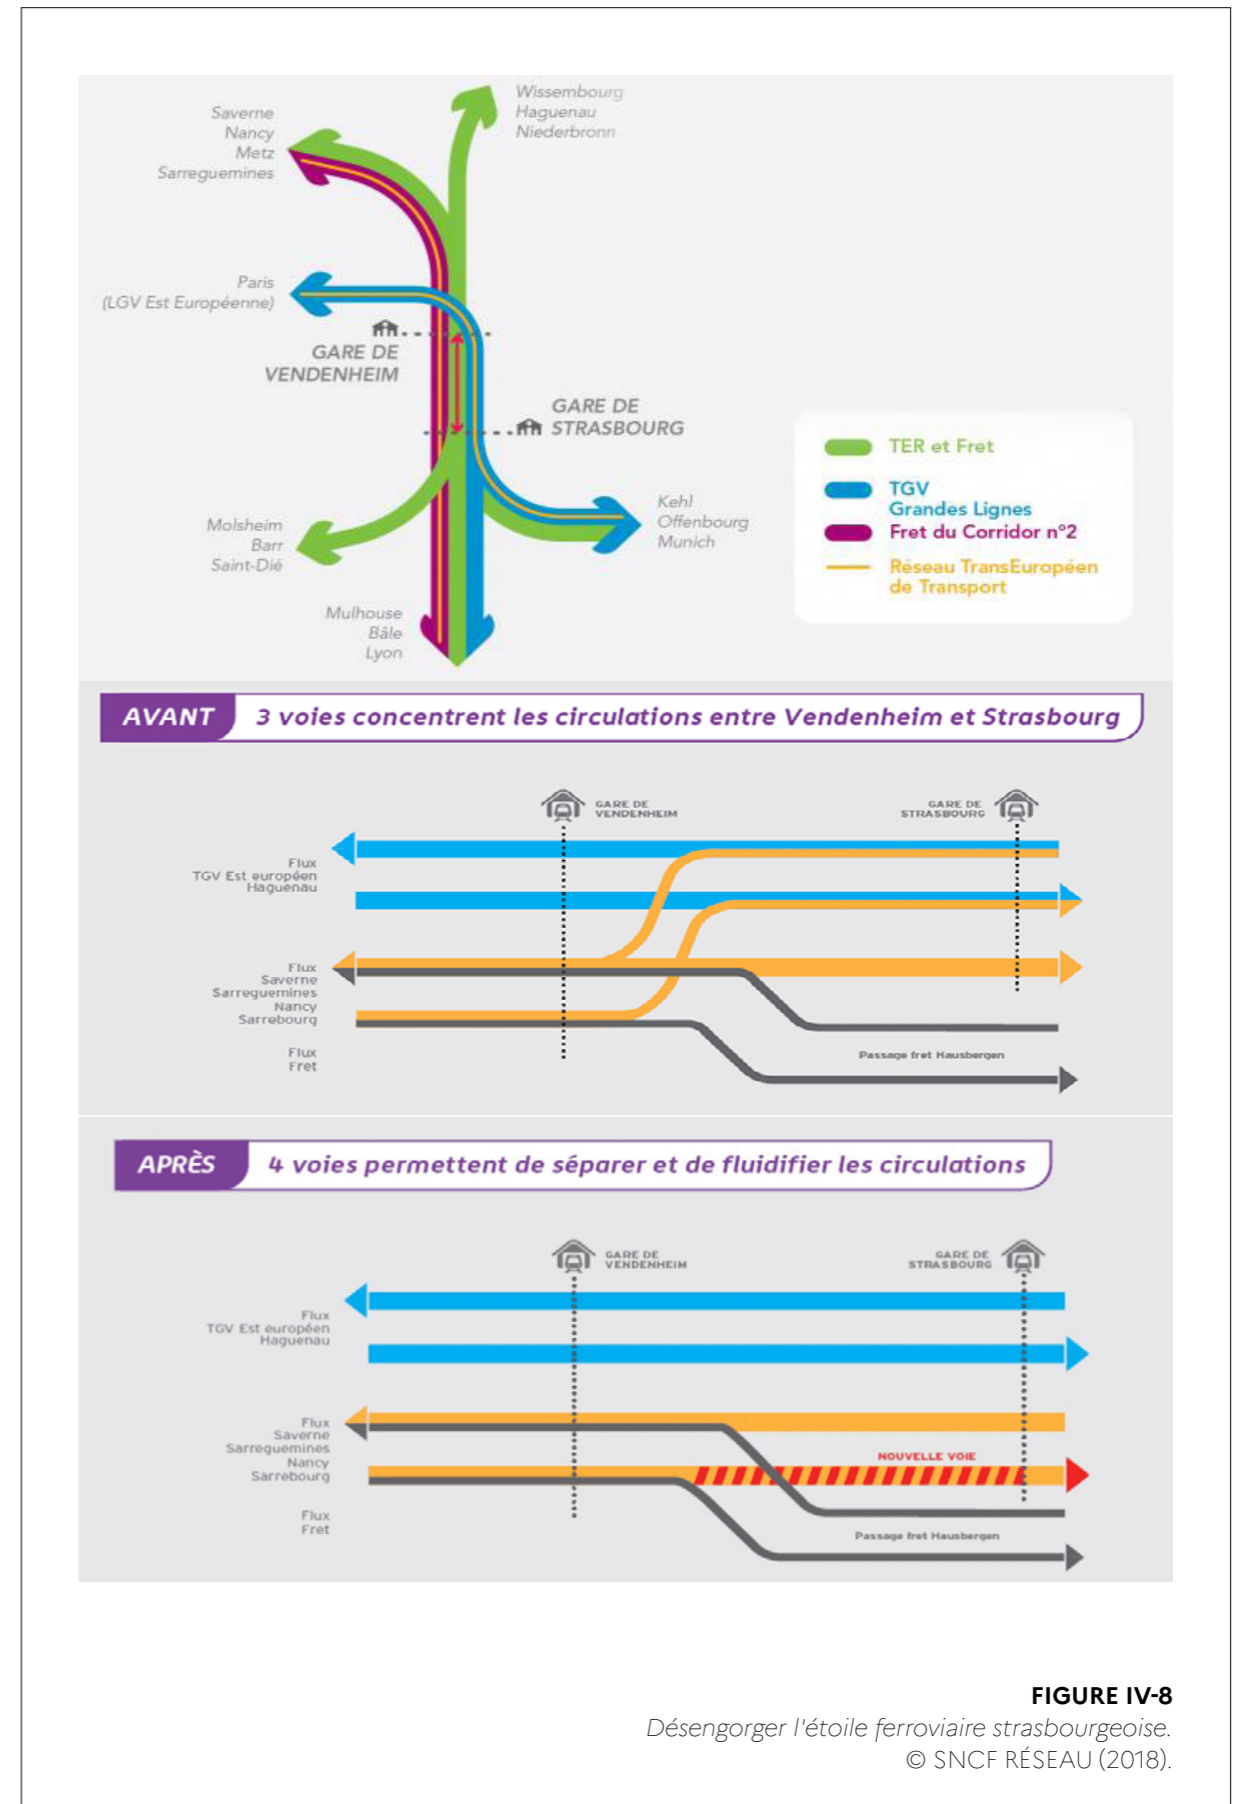 Wissembourg
Haguenau
Niederbronn
Saverne
Nancy
Metz
Sarreguemines
Paris
(LGV Est Européenne)
GARE DE
VENDENHEIM
GARE DE
STRASBOURG
TER et Fret
TGV
Grandes Lignes
Fret du Corridor n°2
Réseau TransEuropéen
de Transport
Kehl
Offenbourg
Munich
Molsheim
Barr
Saint-Dié
Mulhouse
Bâle
Lyon
AVANT 3 voies concentrent les circulations entre Vendenheim et Strasbourg
GARE DE
VENDENHEIM
GARE DE
STRASBOURG
Flux
TGV Est européen
Haguenau
Flux
Saverne
Sarreguemines
Nancy
Sarrebourg
Flux
Fret
Passage fret Hausbergen
APRÈS 4 voies permettent de séparer et de fluidifier les circulations
GARE DE
VENDENHEIM
GARE DE
STRASBOURG
Flux
TGV Est européen
Haguenau
Flux
Saverne
Sarreguemines
Nancy
Sarrebourg
NOUVELLE VOIE
Flux
Fret
Passage fret Hausbergen
FIGURE IV-8
Désengorger l'étoile ferroviaire strasbourgeoise.
© SNCF RÉSEAU (2018).